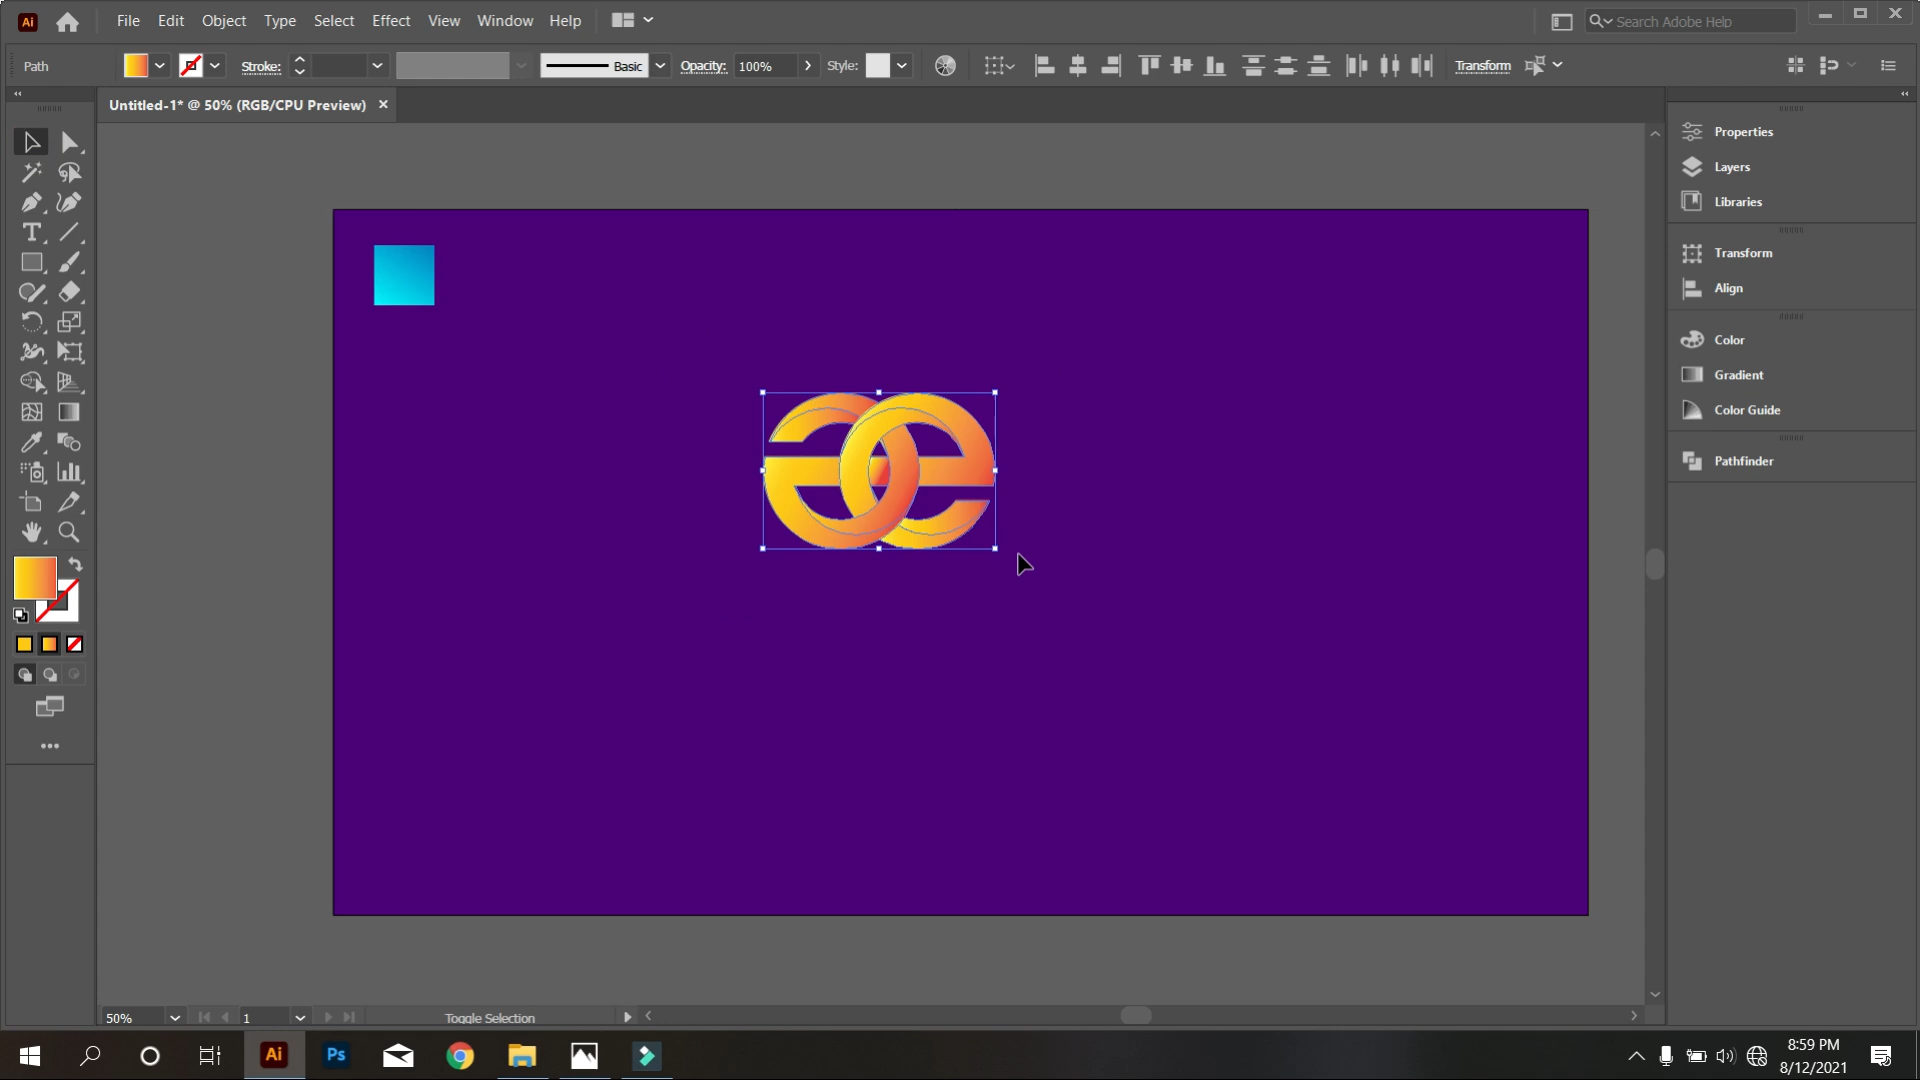 Ai File Edit Object Type Select Effect View Window Help Search Adobe Help
Path Stroke: Basic Opacity: 100% Style: Transform
Untitled-1* @ 50% (RGB/CPU Preview) ×
Properties
Layers
Libraries
Transform
Align
Color
Gradient
Color Guide
Pathfinder
50% 1 Toggle Selection
Ai Ps
8:59 PM
8/12/2021